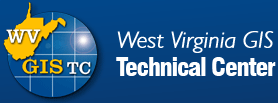 WV
GIS TC
West Virginia GIS
Technical Center